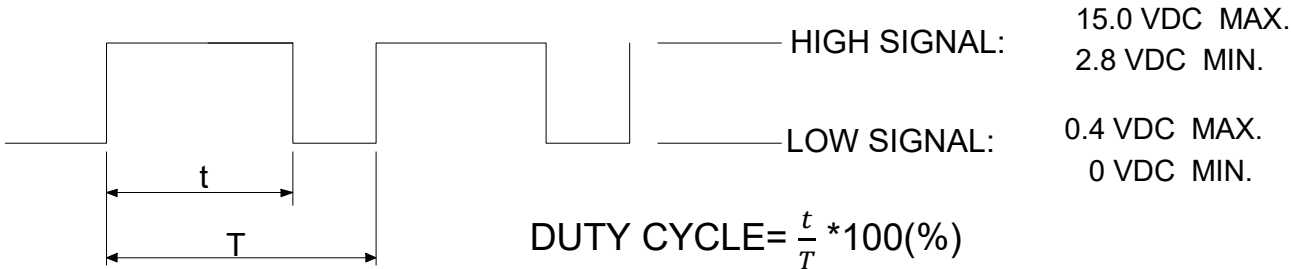 HIGH SIGNAL: 15.0 VDC MAX.
2.8 VDC MIN.
LOW SIGNAL: 0.4 VDC MAX.
0 VDC MIN.
t
T
DUTY CYCLE= t/T *100(%)